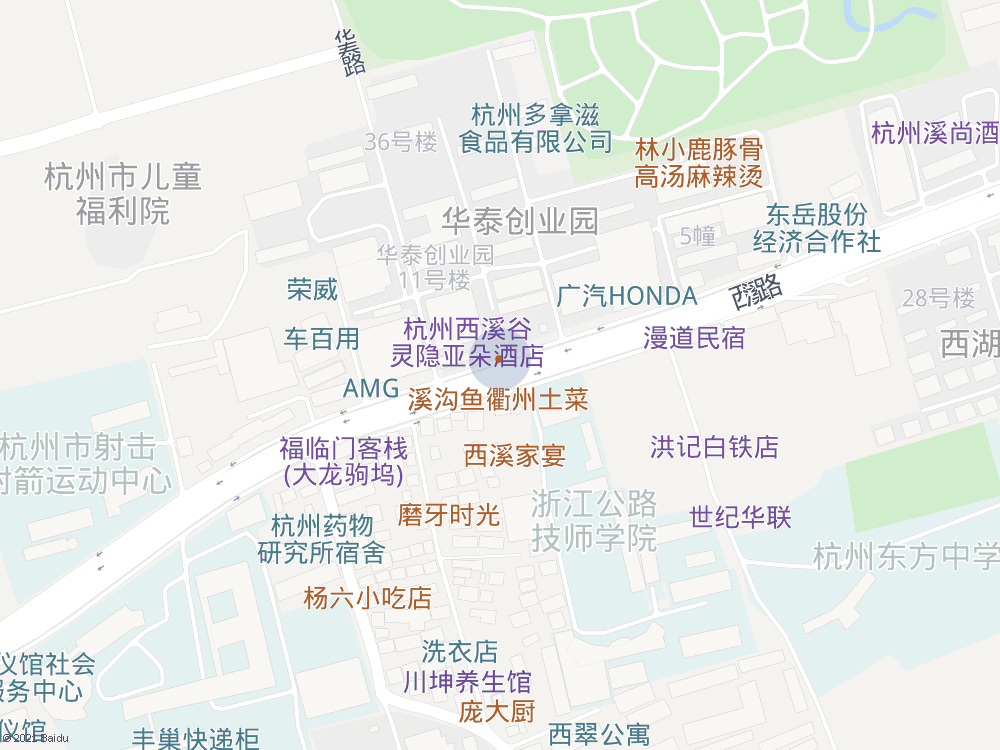 华泰路
杭州多拿滋
食品有限公司
36号楼
林小鹿豚骨
高汤麻辣烫
杭州溪尚酒
杭州市儿童
福利院
华泰创业园
东岳股份
经济合作社
5幢
华泰创业园
11号楼
荣威
广汽HONDA
西溪路
28号楼
车百用
杭州西溪谷
灵隐亚朵酒店
漫道民宿
西湖
AMG
溪沟鱼衢州土菜
杭州市射击
射箭运动中心
福临门客栈
(大龙驹坞)
西溪家宴
洪记白铁店
磨牙时光
浙江公路
技师学院
世纪华联
杭州药物
研究所宿舍
杭州东方中学
杨六小吃店
洗衣店
仪馆社会
服务中心
川坤养生馆
庞大厨
仪馆
丰巢快递柜
西翠公寓
© 2021 Baidu